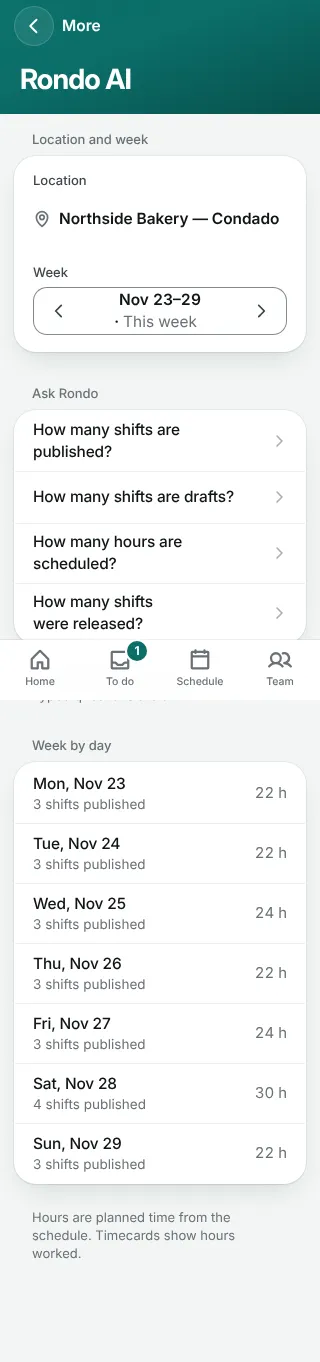 More
Rondo AI
Location and week
Location
Northside Bakery — Condado
Week
Nov 23–29
· This week
Ask Rondo
How many shifts are
published?
How many shifts are drafts?
How many hours are
scheduled?
How many shifts
were released?
1
Home
To do
Schedule
Team
Week by day
Mon, Nov 23
3 shifts published
22 h
Tue, Nov 24
3 shifts published
22 h
Wed, Nov 25
3 shifts published
24 h
Thu, Nov 26
3 shifts published
22 h
Fri, Nov 27
3 shifts published
24 h
Sat, Nov 28
4 shifts published
30 h
Sun, Nov 29
3 shifts published
22 h
Hours are planned time from the
schedule. Timecards show hours
worked.